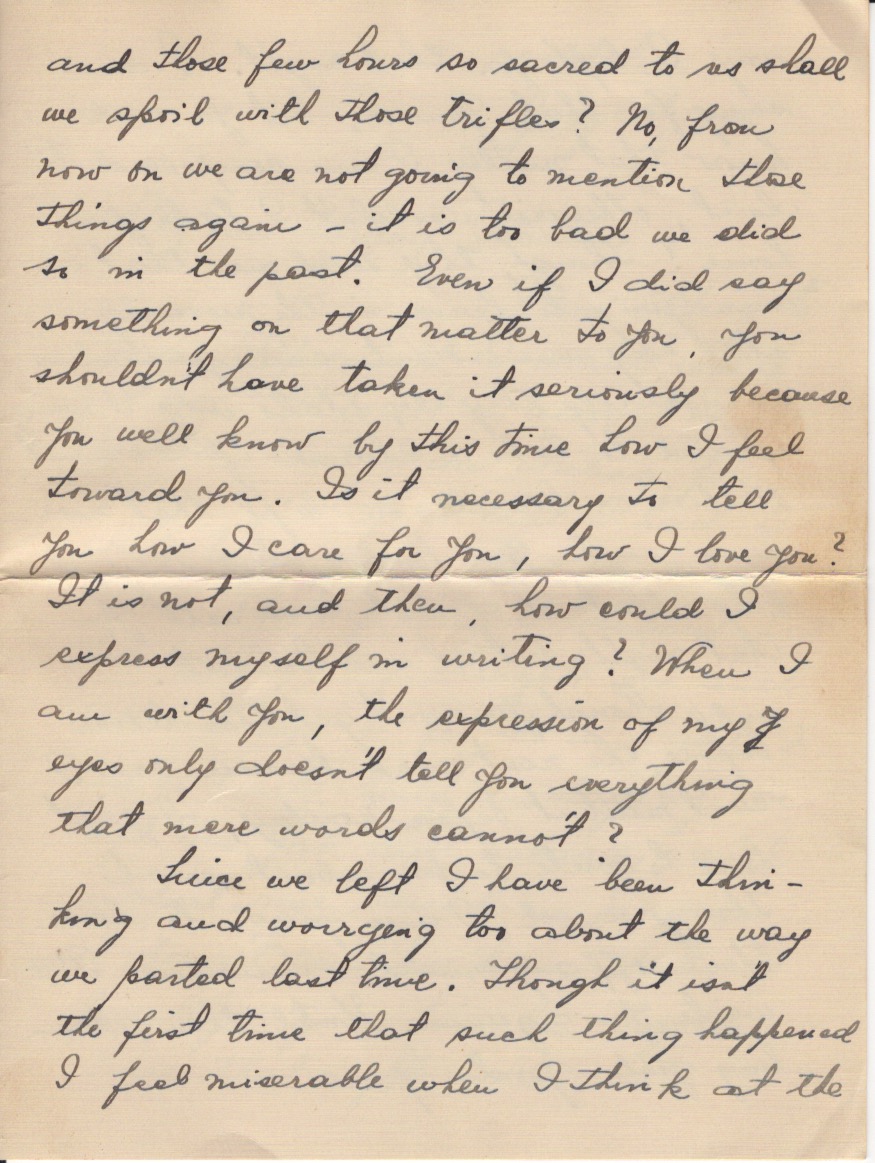 and those few hours so sacred to us shall
we spoil with those trifles? No, from
now on we are not going to mention those
things again - it is too bad we did
so in the past. Even if I did say
something on that matter to you, you
shouldn't have taken it seriously because
you well know by this time how I feel
toward you. Is it necessary to tell
you how I care for you, how I love you?
It is not, and then, how could I
express myself in writing? When I
am with you, the expression of my
eyes only doesn't tell you everything
that mere words cannot?
Since we left I have been thin-
king and worrying too about the way
we parted last time. Though it isn't
the first time that such thing happened
I feel miserable when I think at the